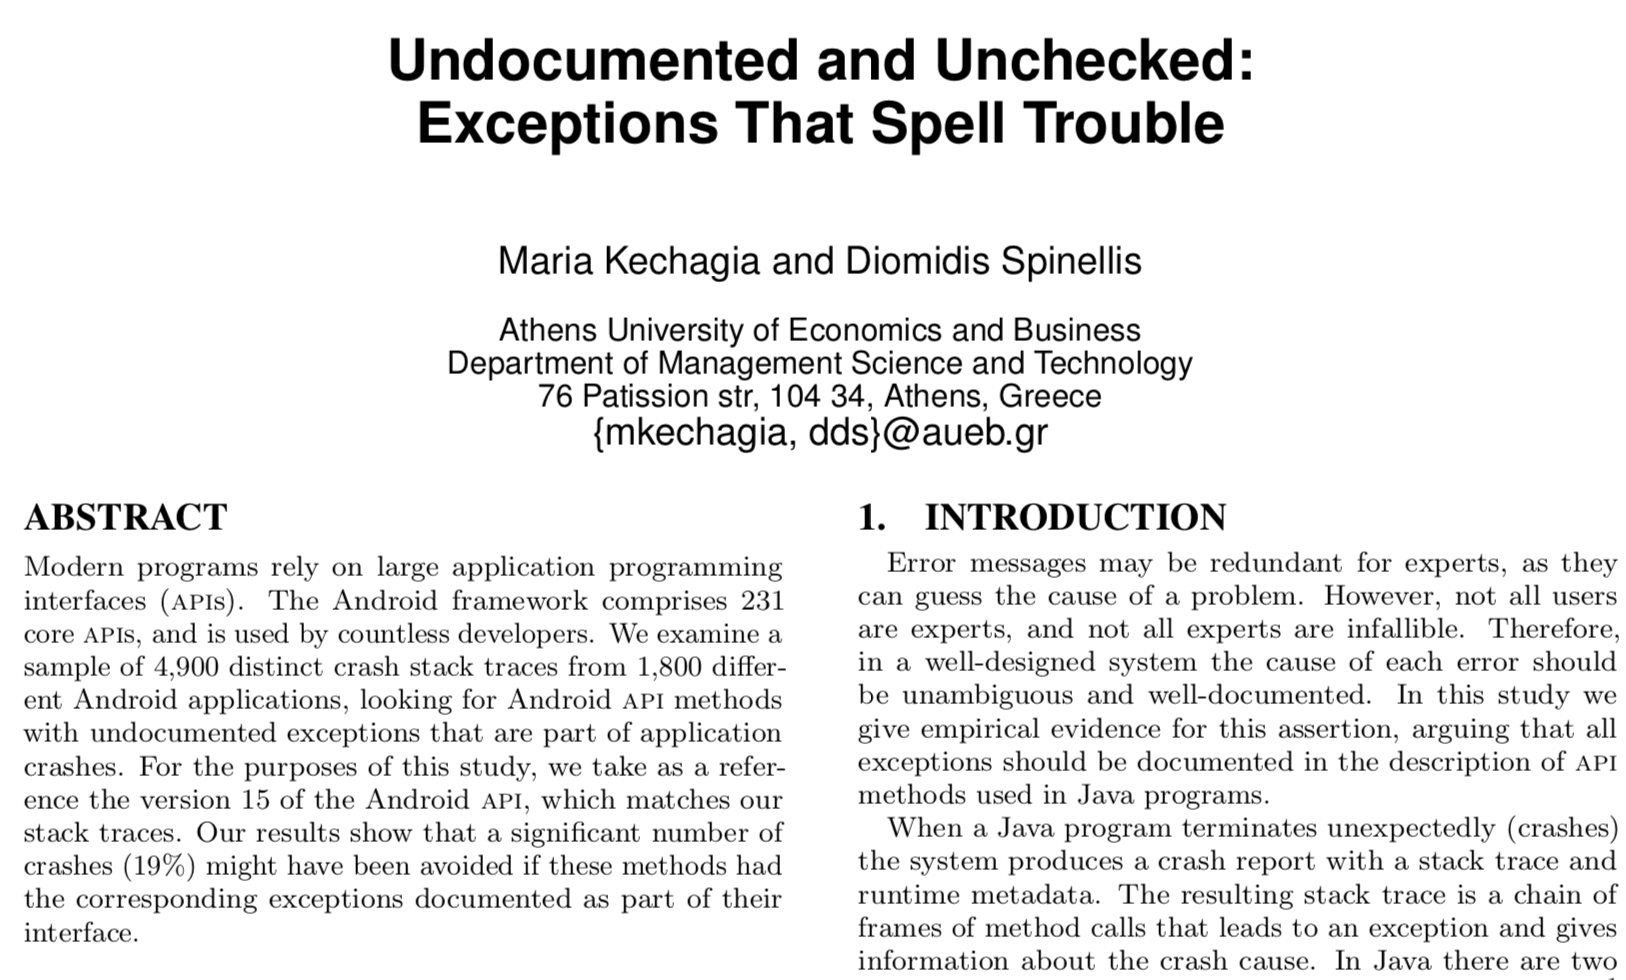 Undocumented and Unchecked:
Exceptions That Spell Trouble
Maria Kechagia and Diomidis Spinellis
Athens University of Economics and Business
Department of Management Science and Technology
76 Patission str, 104 34, Athens, Greece
{mkechagia, dds}@aueb.gr
ABSTRACT
Modern programs rely on large application programming
interfaces (APIs). The Android framework comprises 231
core APIs, and is used by countless developers. We examine a
sample of 4,900 distinct crash stack traces from 1,800 differ-
ent Android applications, looking for Android API methods
with undocumented exceptions that are part of application
crashes. For the purposes of this study, we take as a refer-
ence the version 15 of the Android API, which matches our
stack traces. Our results show that a significant number of
crashes (19%) might have been avoided if these methods had
the corresponding exceptions documented as part of their
interface.
1. INTRODUCTION
Error messages may be redundant for experts, as they
can guess the cause of a problem. However, not all users
are experts, and not all experts are infallible. Therefore,
in a well-designed system the cause of each error should
be unambiguous and well-documented. In this study we
give empirical evidence for this assertion, arguing that all
exceptions should be documented in the description of API
methods used in Java programs.
When a Java program terminates unexpectedly (crashes)
the system produces a crash report with a stack trace and
runtime metadata. The resulting stack trace is a chain of
frames of method calls that leads to an exception and gives
information about the crash cause. In Java there are two